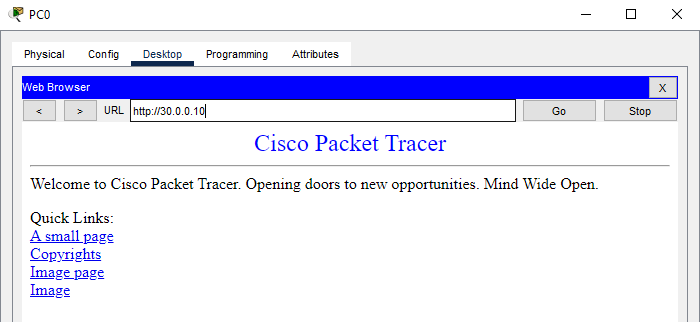 PC0
Physical Config Desktop Programming Attributes
Web Browser X
< > URL http://30.0.0.10 Go Stop
Cisco Packet Tracer
Welcome to Cisco Packet Tracer. Opening doors to new opportunities. Mind Wide Open.
Quick Links:
A small page
Copyrights
Image page
Image